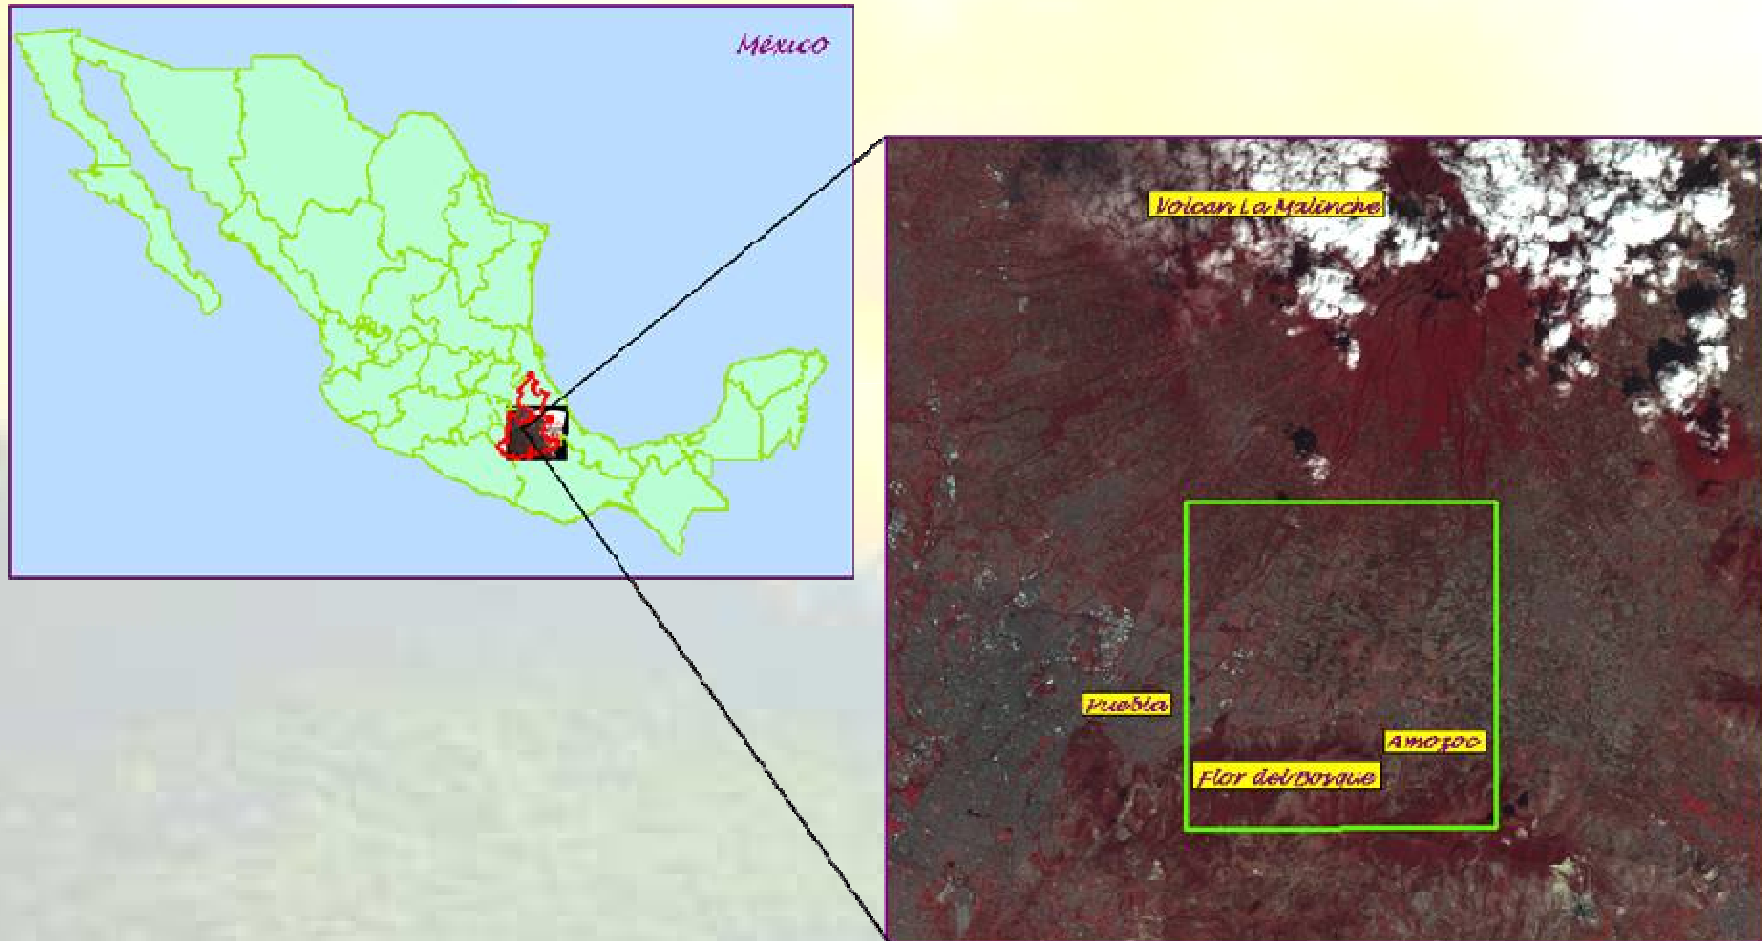 México
Volcan La Malinche
Puebla
Amozoc
Flor del Bosque